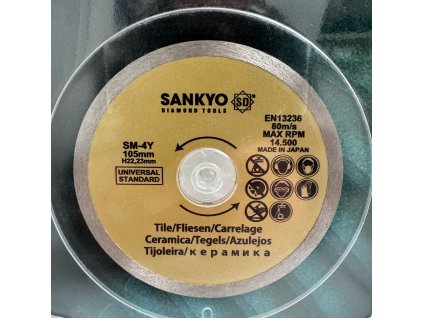 SANKYO SD
DIAMOND TOOLS
EN13236
80m/s
MAX RPM
14.500
MADE IN JAPAN
SM-4Y
105mm
H22,23mm
UNIVERSAL
STANDARD
Tile/Fliesen/Carrelage
Ceramica/Tegels/Azulejos
Tijoleira/керамика